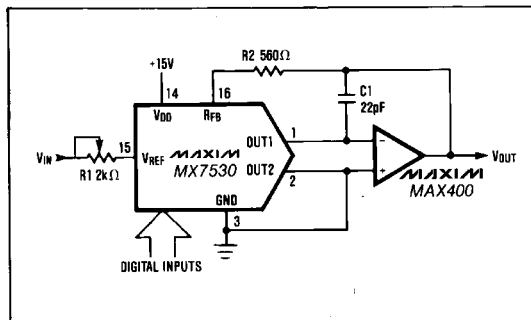 R2 560Ω
+15V
14
16
C1
22pF
VDD
RFB
1
OUT1
−
VIN
15
VREF
MAXIM
MX7530
OUT2
2
+
VOUT
MAXIM
MAX400
R1 2kΩ
GND
3
DIGITAL INPUTS